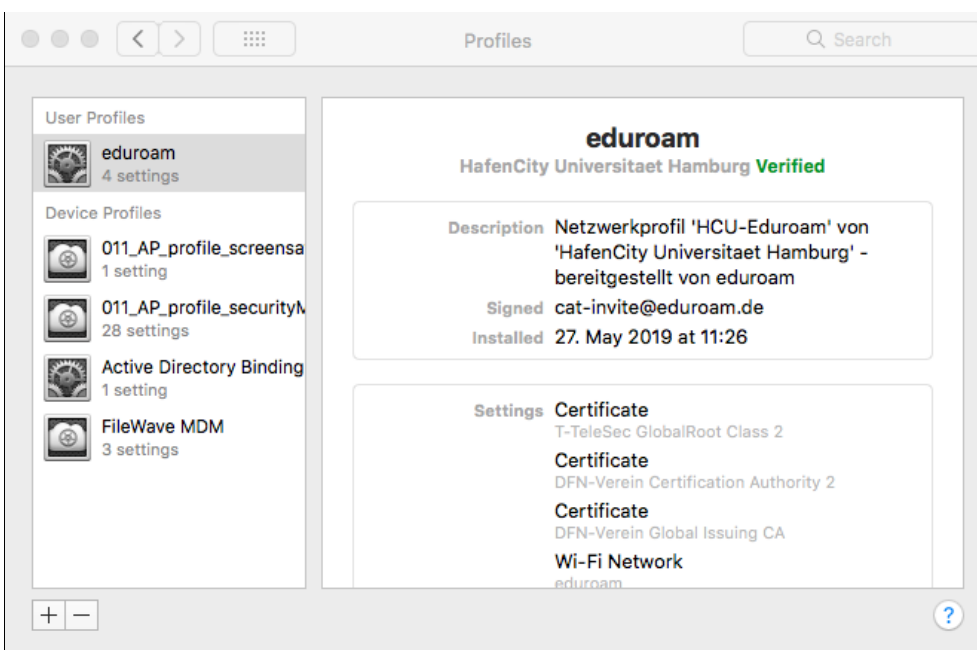 Profiles
Search
User Profiles
eduroam
4 settings
Device Profiles
011_AP_profile_screensa
1 setting
011_AP_profile_securityM
28 settings
Active Directory Binding
1 setting
FileWave MDM
3 settings
eduroam
HafenCity Universitaet Hamburg Verified
Description Netzwerkprofil 'HCU-Eduroam' von
'HafenCity Universitaet Hamburg' -
bereitgestellt von eduroam
Signed cat-invite@eduroam.de
Installed 27. May 2019 at 11:26
Settings Certificate
T-TeleSec GlobalRoot Class 2
Certificate
DFN-Verein Certification Authority 2
Certificate
DFN-Verein Global Issuing CA
Wi-Fi Network
eduroam